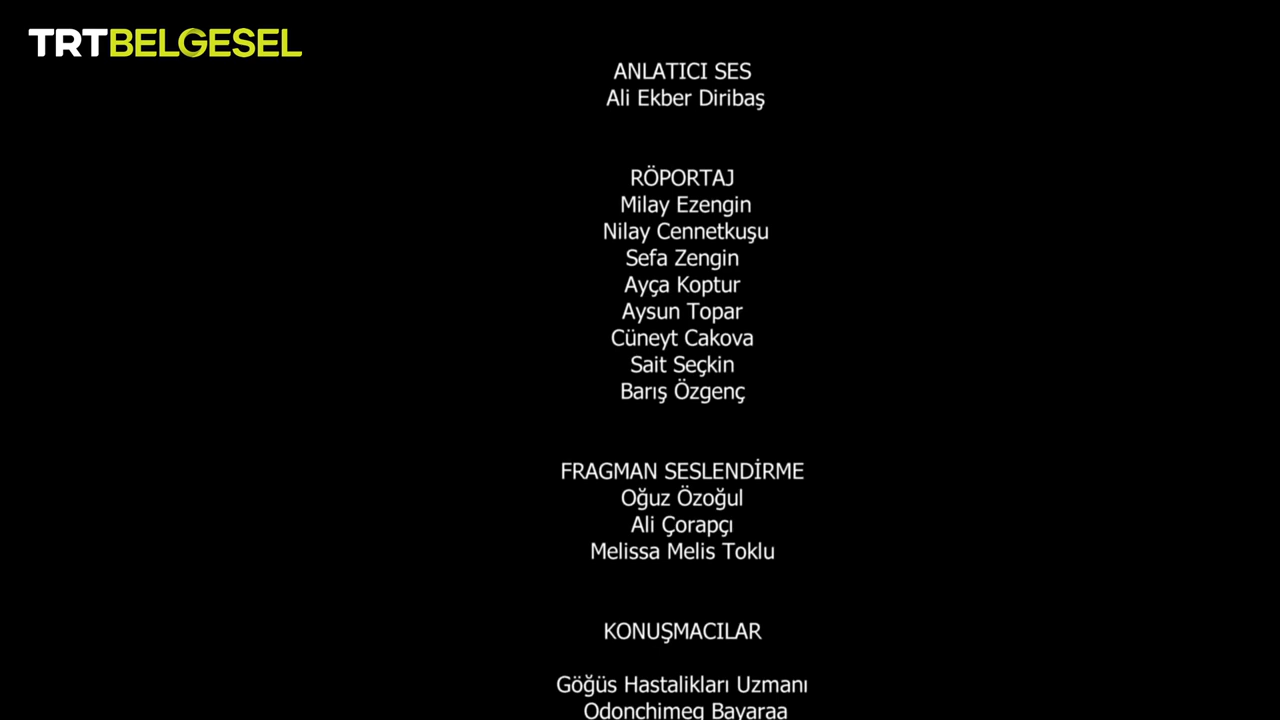 TRTBELGESEL
ANLATICI SES
Ali Ekber Diribaş
RÖPORTAJ
Milay Ezengin
Nilay Cennetkuşu
Sefa Zengin
Ayça Koptur
Aysun Topar
Cüneyt Cakova
Sait Seçkin
Barış Özgenç
FRAGMAN SESLENDİRME
Oğuz Özoğul
Ali Çorapçı
Melissa Melis Toklu
KONUŞMACILAR
Göğüs Hastalıkları Uzmanı
Odonchimeg Bayaraa